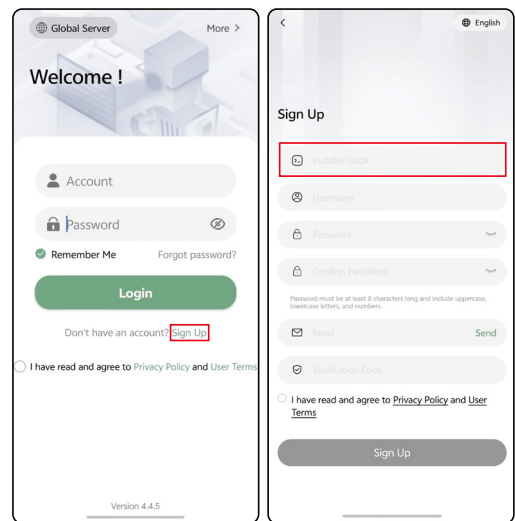 Global Server
More >
Welcome !
Account
Password
Remember Me
Forgot password?
Login
Don't have an account? Sign Up
I have read and agree to Privacy Policy and User Terms
Version 4.4.5
English
Sign Up
Installer Code
Username
Password
Confirm PassWord
Password must be at least 8 characters long and include uppercase,
lowercase letters, and numbers.
Email
Send
Verification Code
I have read and agree to Privacy Policy and User
Terms
Sign Up